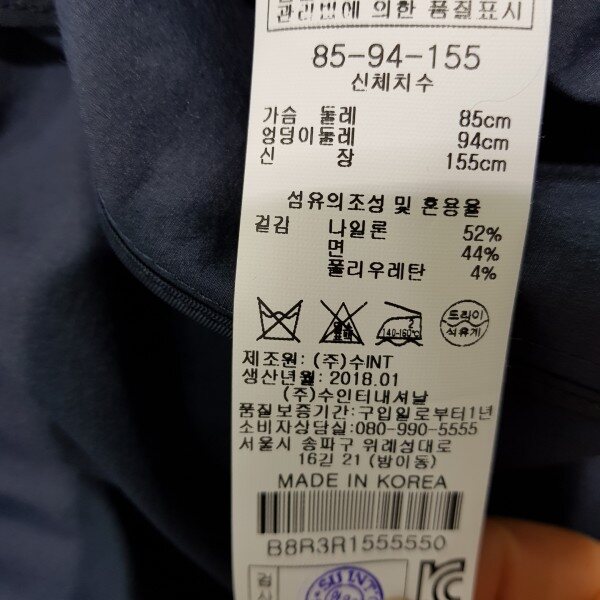 관리법에 의한 품질표시
85-94-155
신체치수
가슴 둘레 85cm
엉덩이둘레 94cm
신 장 155cm
섬유의조성 및 혼용율
겉감 나일론 52%
면 44%
폴리우레탄 4%
2 드라이
140-160℃ 석유계
제조원: (주)수INT
생산년월: 2018.01
(주)수인터내셔날
품질보증기간: 구입일로부터1년
소비자상담실: 080-990-5555
서울시 송파구 위례성대로
16길 21 (방이동)
MADE IN KOREA
B8R3R1555550
검